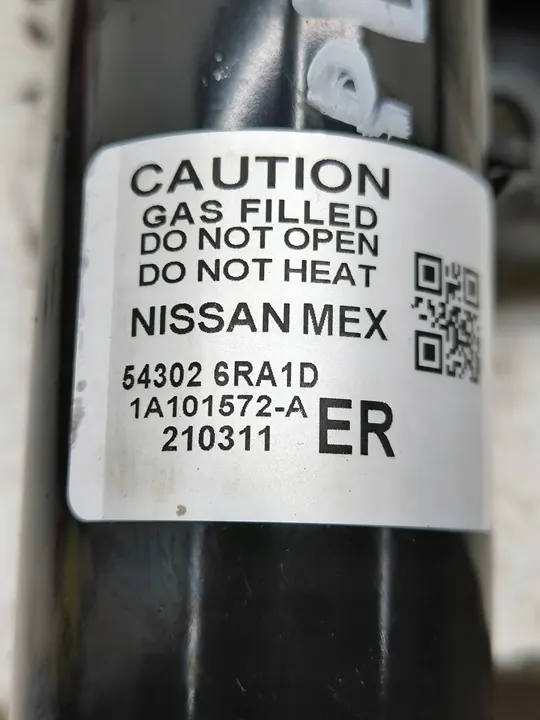 CAUTION
GAS FILLED
DO NOT OPEN
DO NOT HEAT
NISSAN MEX
54302 6RA1D
1A101572-A
210311 ER